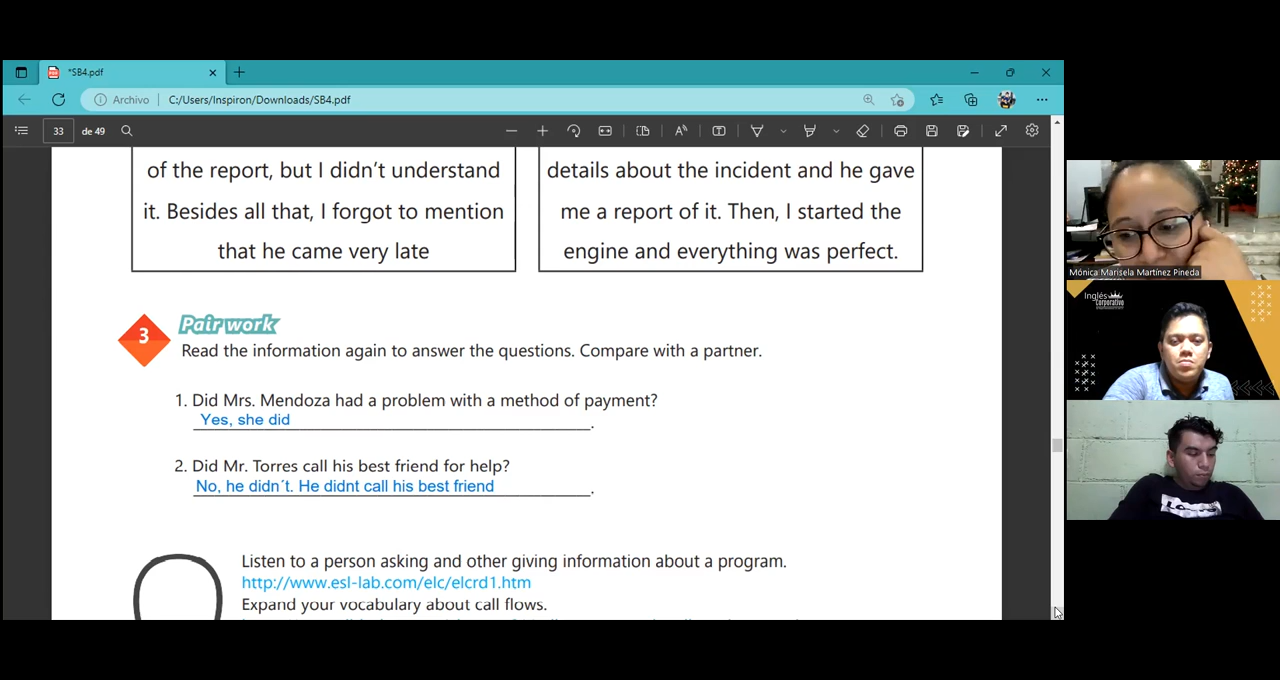 *SB4.pdf
Archivo
C:/Users/Inspiron/Downloads/SB4.pdf
33
de 49
of the report, but I didn't understand
it. Besides all that, I forgot to mention
that he came very late
details about the incident and he gave
me a report of it. Then, I started the
engine and everything was perfect.
3
Pair work
Read the information again to answer the questions. Compare with a partner.
1. Did Mrs. Mendoza had a problem with a method of payment?
Yes, she did
2. Did Mr. Torres call his best friend for help?
No, he didn´t. He didnt call his best friend
Listen to a person asking and other giving information about a program.
http://www.esl-lab.com/elc/elcrd1.htm
Expand your vocabulary about call flows.
Mónica Marisela Martínez Pineda
Inglés
Corporativo